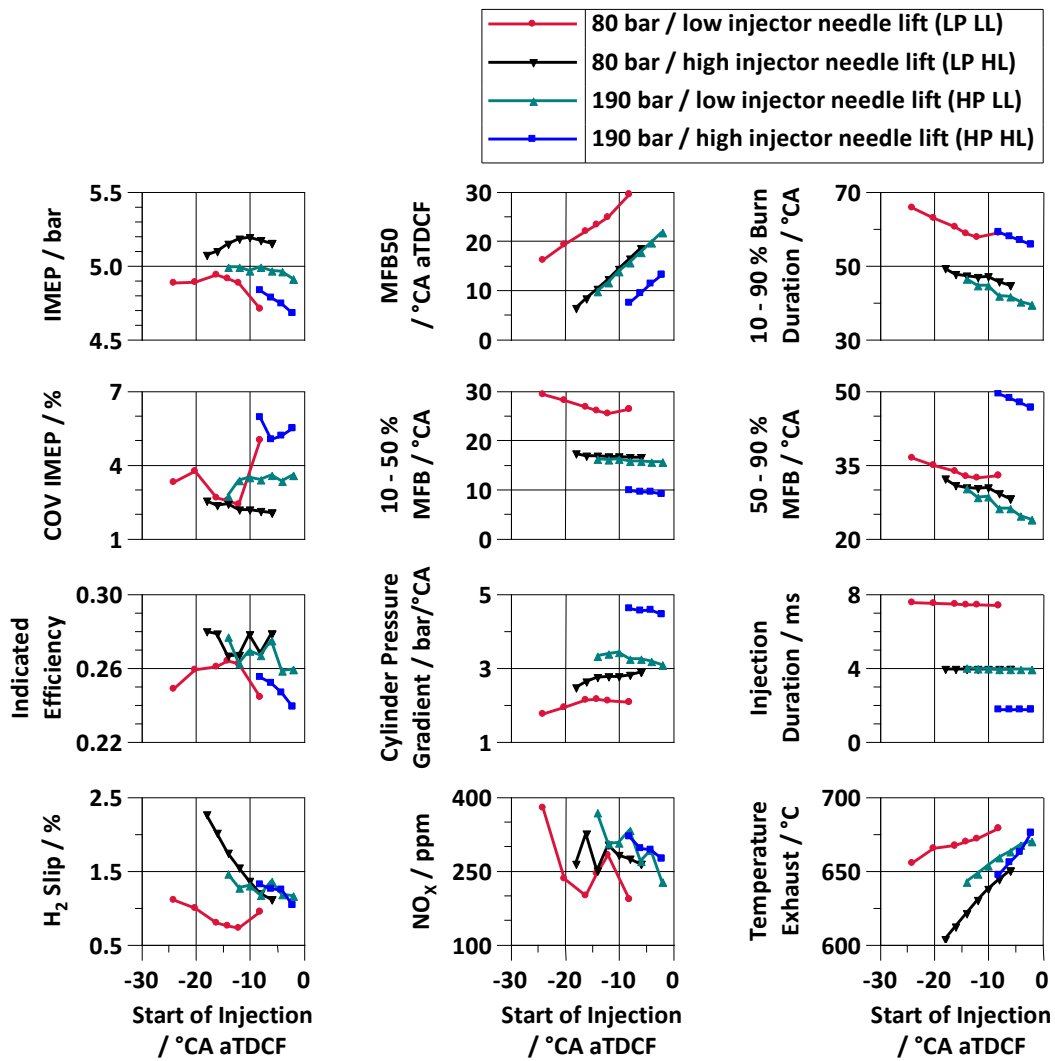 80 bar / low injector needle lift (LP LL)
80 bar / high injector needle lift (LP HL)
190 bar / low injector needle lift (HP LL)
190 bar / high injector needle lift (HP HL)
IMEP / bar
5.5
5.0
4.5
MFB50
/ °CA aTDCF
30
20
10
0
10 - 90 % Burn
Duration / °CA
70
50
30
COV IMEP / %
7
4
1
10 - 50 %
MFB / °CA
30
20
10
0
50 - 90 %
MFB / °CA
50
35
20
Indicated
Efficiency
0.30
0.26
0.22
Cylinder Pressure
Gradient / bar/°CA
5
3
1
Injection
Duration / ms
8
4
0
H2 Slip / %
2.5
1.5
0.5
NOX / ppm
400
250
100
Temperature
Exhaust / °C
700
650
600
-30 -20 -10 0
-30 -20 -10 0
-30 -20 -10 0
Start of Injection
/ °CA aTDCF
Start of Injection
/ °CA aTDCF
Start of Injection
/ °CA aTDCF